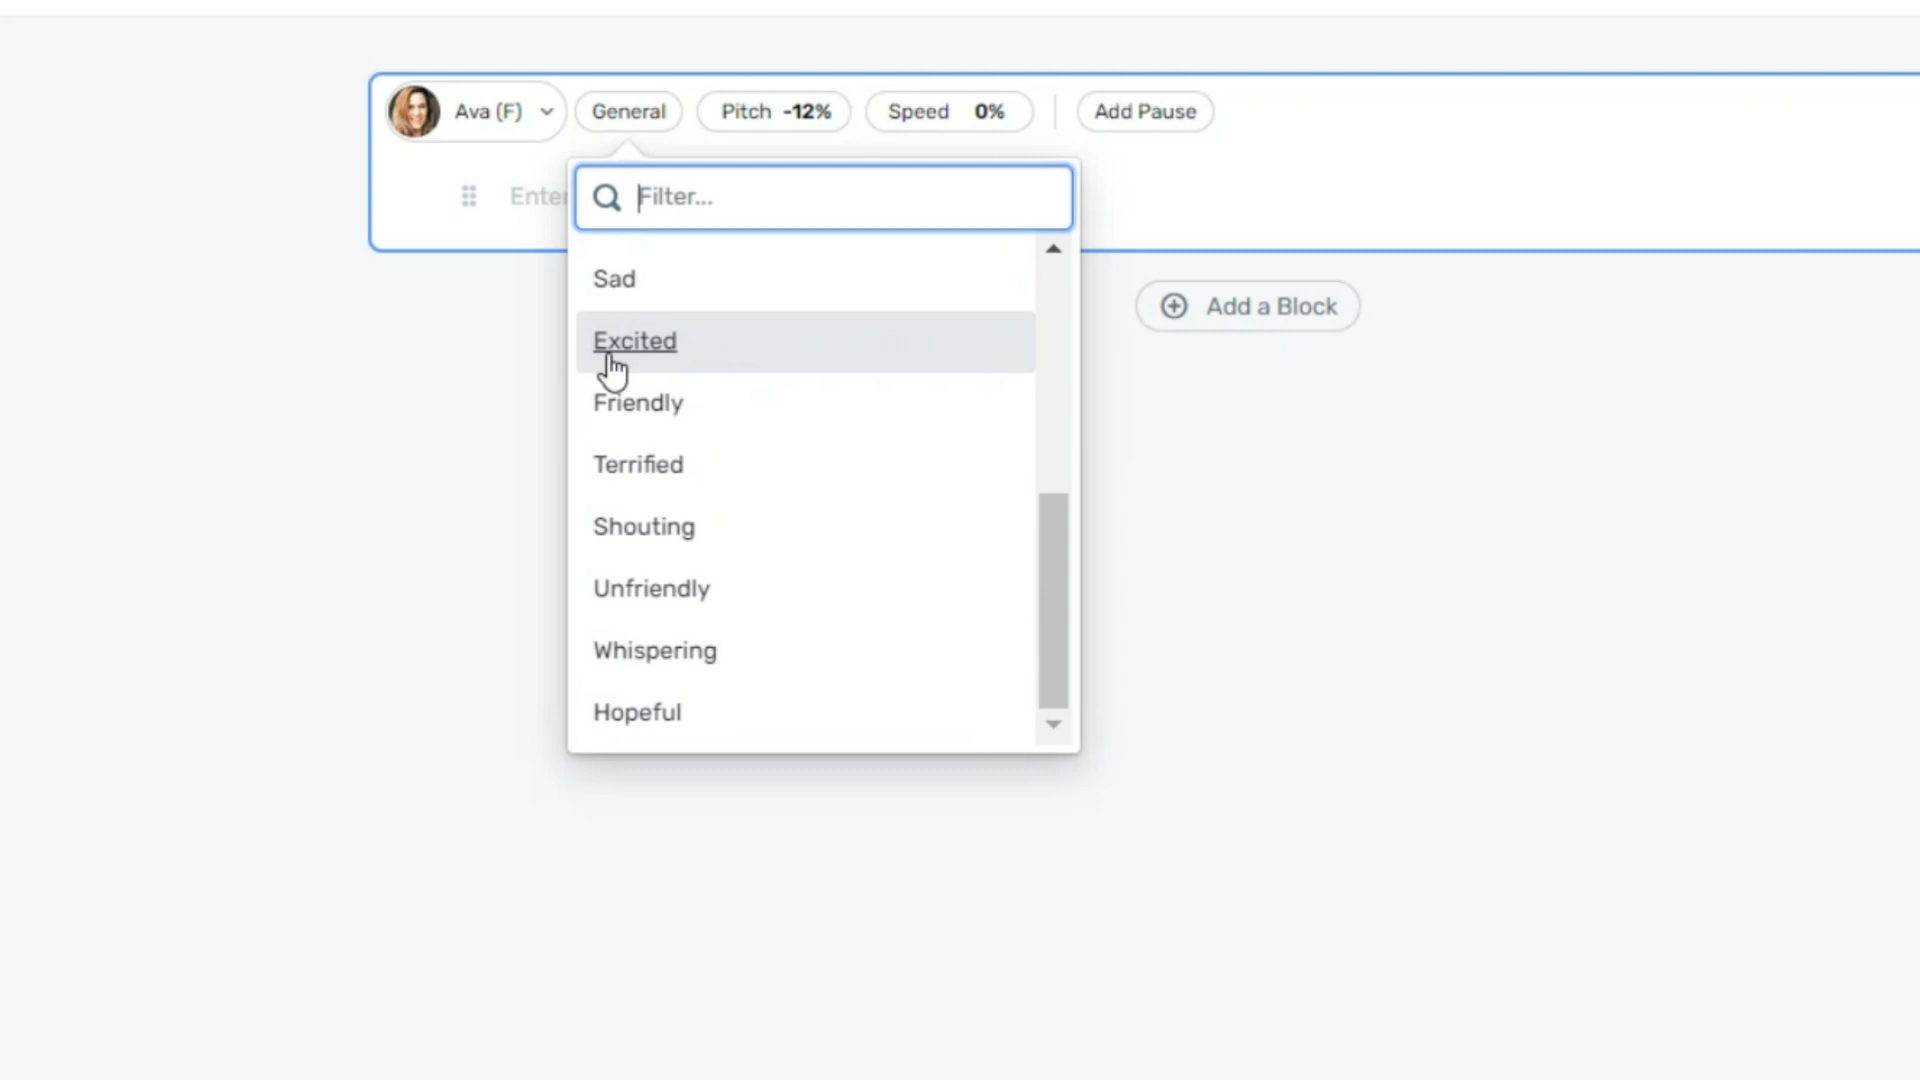 Ava (F) General Pitch -12% Speed 0% Add Pause
Enter Filter...
Sad
Add a Block
Excited
Friendly
Terrified
Shouting
Unfriendly
Whispering
Hopeful